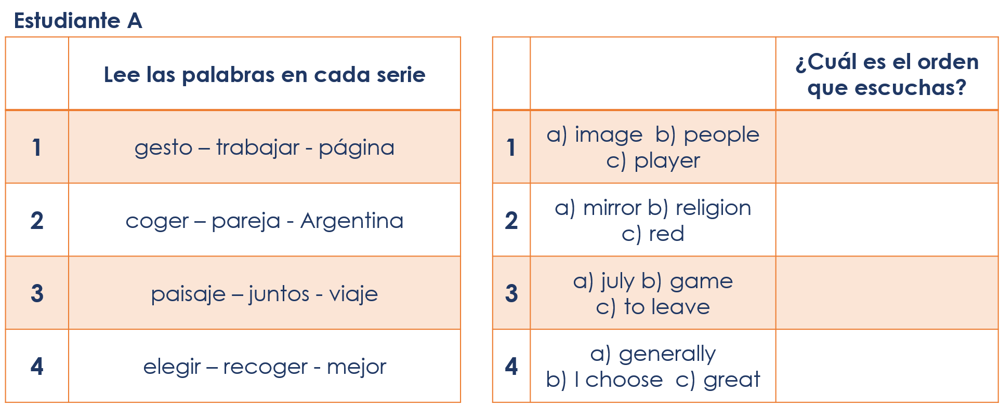 Estudiante A
Lee las palabras en cada serie
1
gesto – trabajar - página
2
coger – pareja - Argentina
3
paisaje – juntos - viaje
4
elegir – recoger - mejor
¿Cuál es el orden
que escuchas?
1
a) image  b) people
c) player
2
a) mirror b) religion
c) red
3
a) july b) game
c) to leave
4
a) generally
b) I choose  c) great